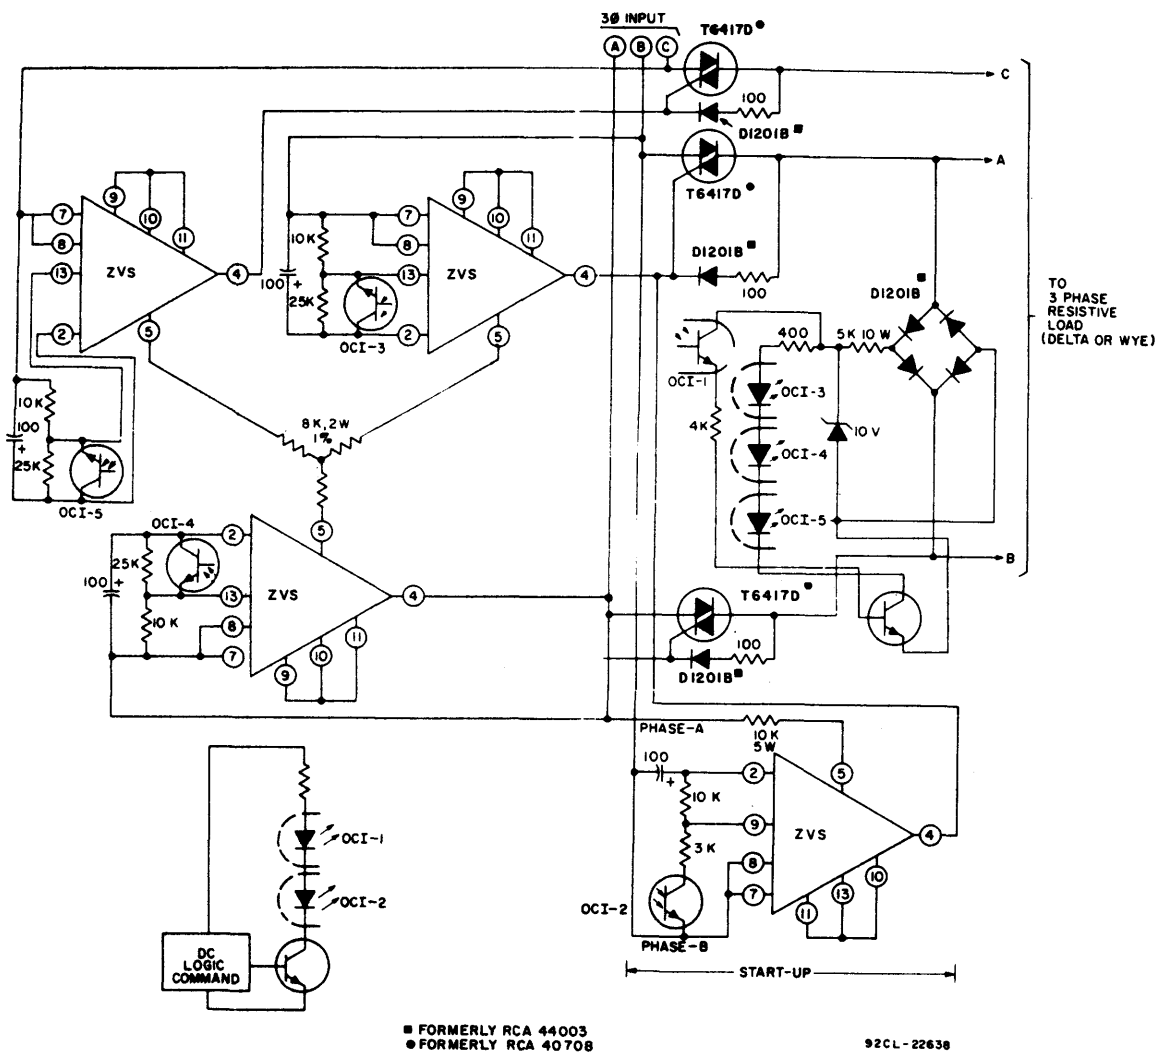 3Ø INPUT
A B C
T6417D●
C
100
D1201B■
A
T6417D●
9
10
11
7
8
13
2
ZVS
4
5
9
10
11
7
8
13
2
10K
25K
100 +
OCI-3
ZVS
4
5
D1201B■
100
D1201B■
TO
3 PHASE
RESISTIVE
LOAD
(DELTA OR WYE)
400
5K 10 W
OCI-1
OCI-3
4K
10 V
OCI-4
OCI-5
B
10K
100
+
25K
OCI-5
8K, 2W
1%
OCI-4
2
5
25K
100 +
13
ZVS
4
10 K
8
7
11
10
9
T6417D●
100
D1201B■
PHASE-A
10K
5W
100
+
2
5
10 K
9
ZVS
4
3K
8
7
10
13
11
OCI-2
PHASE-B
START-UP
OCI-1
OCI-2
DC
LOGIC
COMMAND
■ FORMERLY RCA 44003
● FORMERLY RCA 40708
92CL-22638